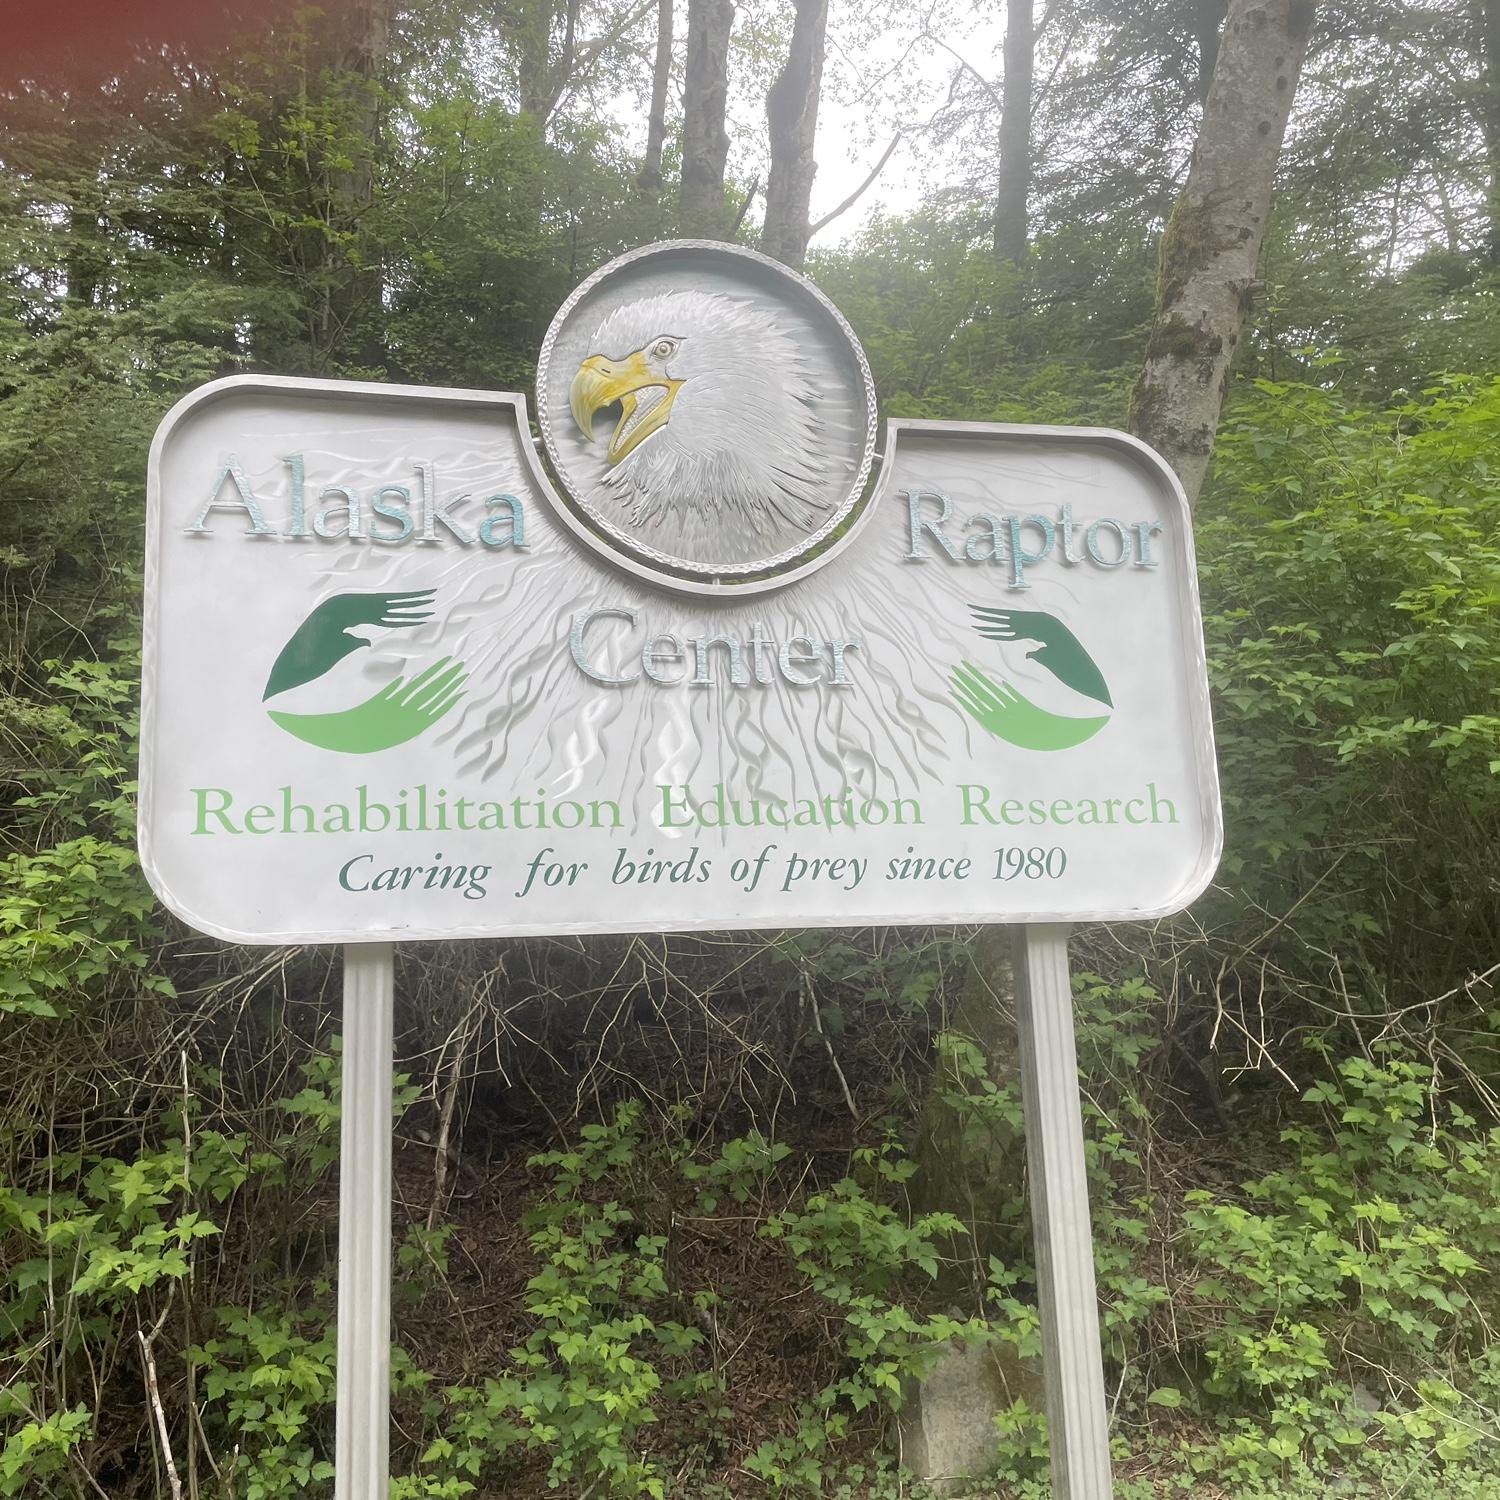 Alaska Raptor
Center
Rehabilitation Education Research
Caring for birds of prey since 1980